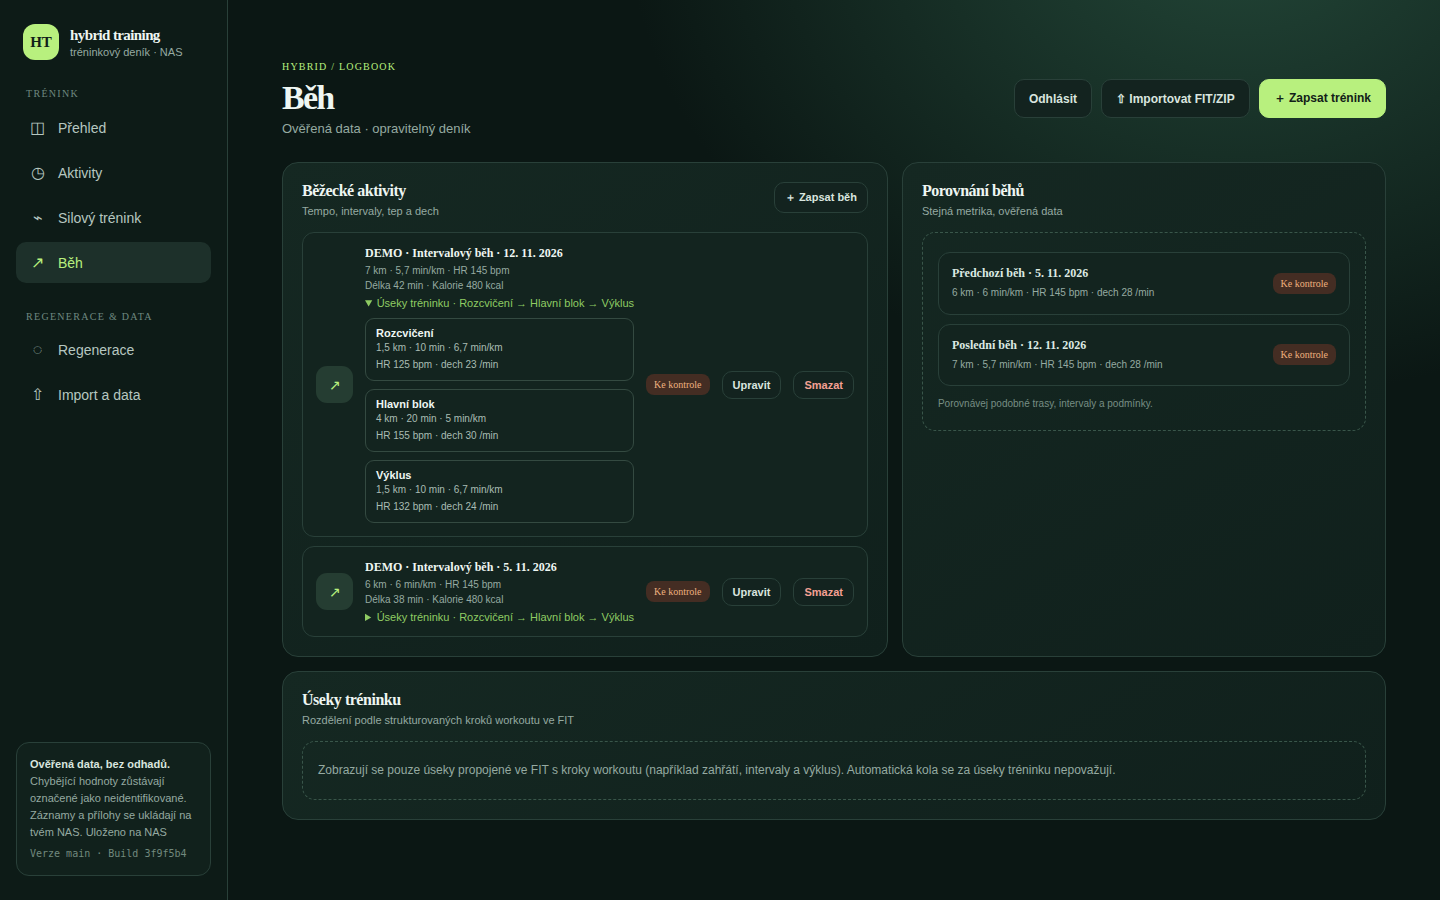 HT
hybrid training
tréninkový deník · NAS
TRÉNINK
Přehled
Aktivity
Silový trénink
Běh
REGENERACE & DATA
Regenerace
Import a data
Ověřená data, bez odhadů.
Chybějící hodnoty zůstávají
označené jako neidentifikované.
Záznamy a přílohy se ukládají na
tvém NAS. Uloženo na NAS
Verze main · Build 3f9f5b4
HYBRID / LOGBOOK
Běh
Ověřená data · opravitelný deník
Odhlásit
⇧ Importovat FIT/ZIP
+ Zapsat trénink
Běžecké aktivity
Tempo, intervaly, tep a dech
+ Zapsat běh
DEMO · Intervalový běh · 12. 11. 2026
7 km · 5,7 min/km · HR 145 bpm
Délka 42 min · Kalorie 480 kcal
▼ Úseky tréninku · Rozcvičení → Hlavní blok → Výklus
Rozcvičení
1,5 km · 10 min · 6,7 min/km
HR 125 bpm · dech 23 /min
Hlavní blok
4 km · 20 min · 5 min/km
HR 155 bpm · dech 30 /min
Výklus
1,5 km · 10 min · 6,7 min/km
HR 132 bpm · dech 24 /min
Ke kontrole
Upravit
Smazat
DEMO · Intervalový běh · 5. 11. 2026
6 km · 6 min/km · HR 145 bpm
Délka 38 min · Kalorie 480 kcal
▶ Úseky tréninku · Rozcvičení → Hlavní blok → Výklus
Ke kontrole
Upravit
Smazat
Porovnání běhů
Stejná metrika, ověřená data
Předchozí běh · 5. 11. 2026
6 km · 6 min/km · HR 145 bpm · dech 28 /min
Ke kontrole
Poslední běh · 12. 11. 2026
7 km · 5,7 min/km · HR 145 bpm · dech 28 /min
Ke kontrole
Porovnávej podobné trasy, intervaly a podmínky.
Úseky tréninku
Rozdělení podle strukturovaných kroků workoutu ve FIT
Zobrazují se pouze úseky propojené ve FIT s kroky workoutu (například zahřátí, intervaly a výklus). Automatická kola se za úseky tréninku nepovažují.